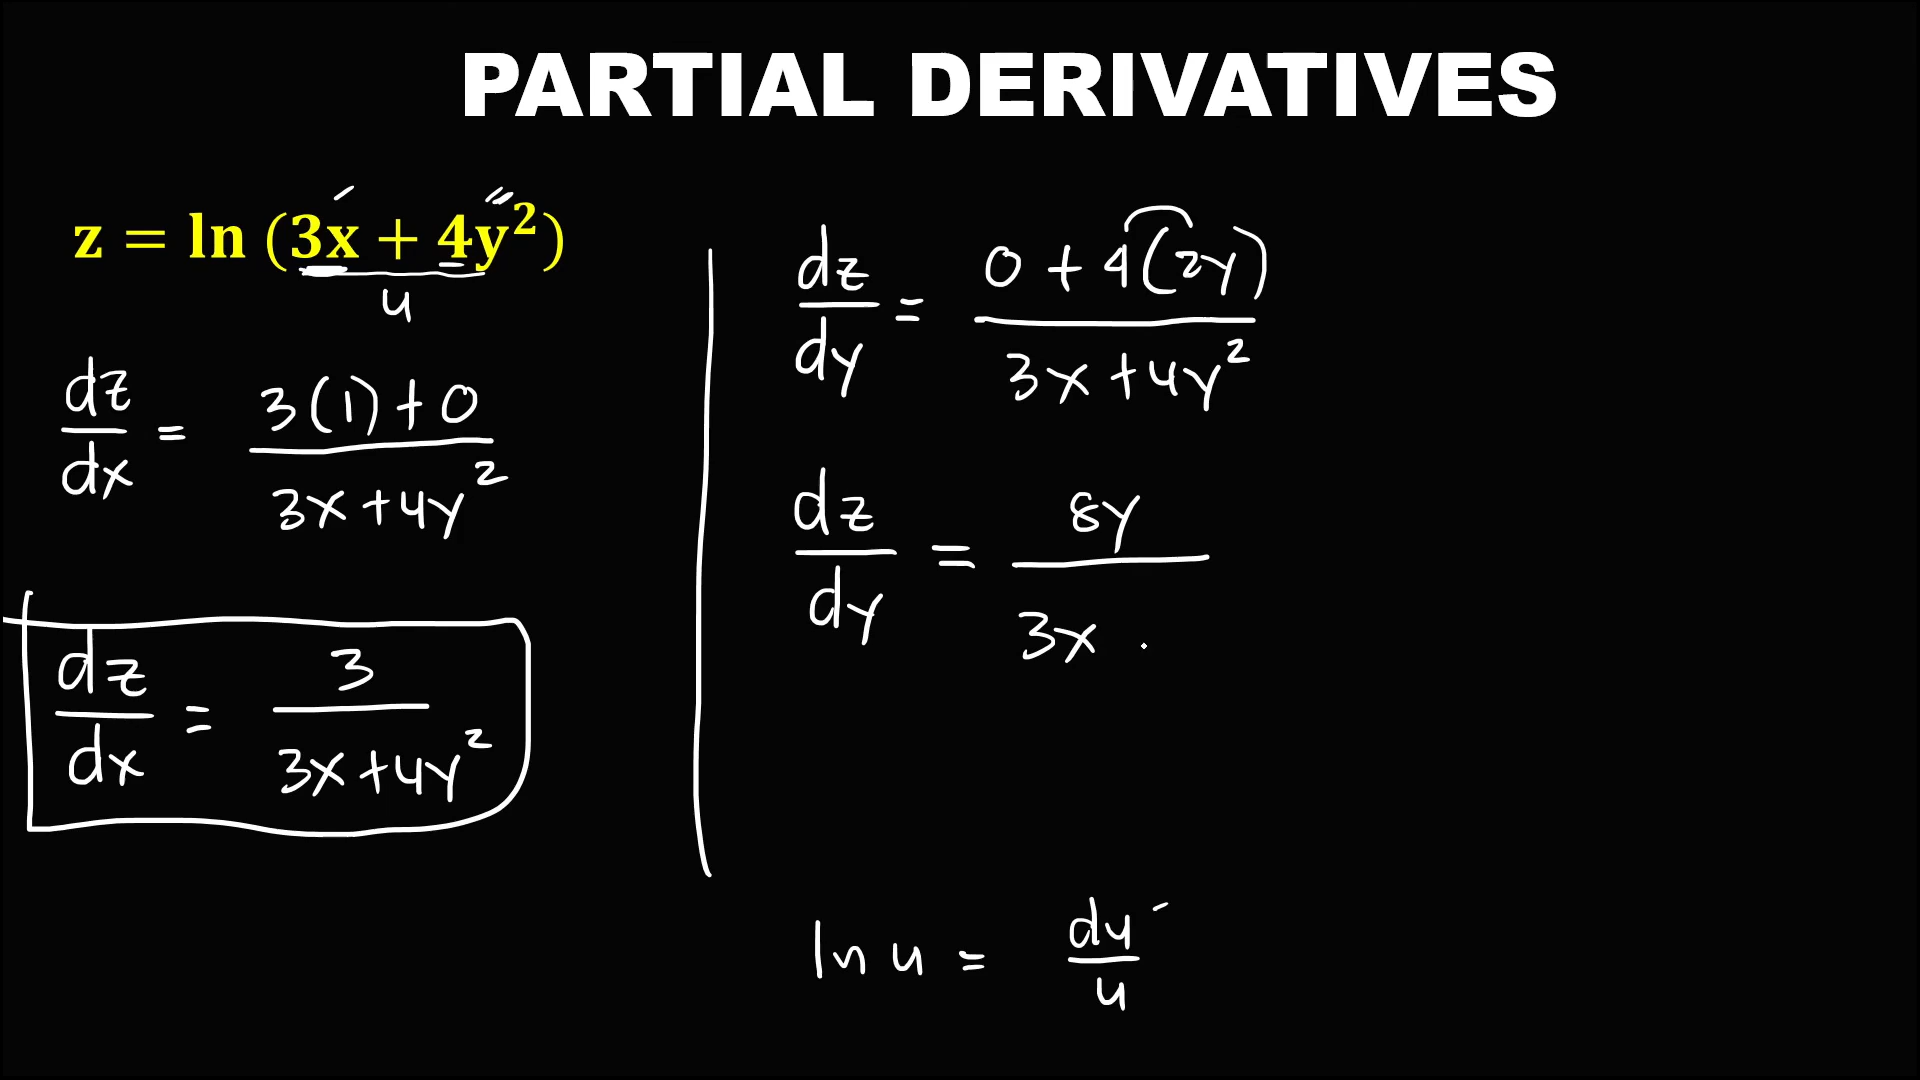 PARTIAL DERIVATIVES
z = ln (3x + 4y²)
u
dz/dx = (3(1) + 0)/(3x + 4y²)
dz/dx = 3/(3x + 4y²)
dz/dy = (0 + 4(2y))/(3x + 4y²)
dz/dy = 8y/(3x ·
ln u = du/u